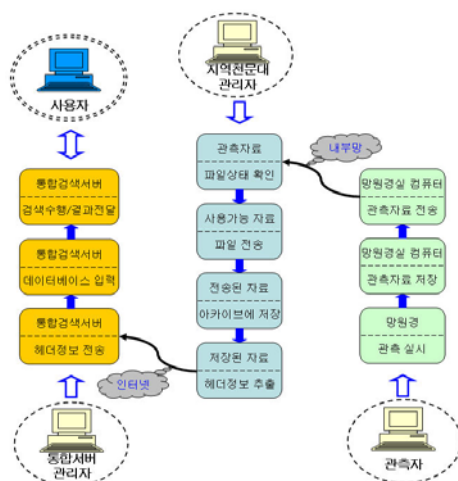 사용자
통합검색서버
검색수행/결과전달
통합검색서버
데이터베이스 입력
통합검색서버
헤더정보 전송
통합서버
관리자
지역천문대
관리자
관측자료
파일상태 확인
사용가능 자료
파일 전송
전송된 자료
아카이브에 저장
저장된 자료
헤더정보 추출
인터넷
내부망
망원경실 컴퓨터
관측자료 전송
망원경실 컴퓨터
관측자료 저장
망원경
관측 실시
관측자